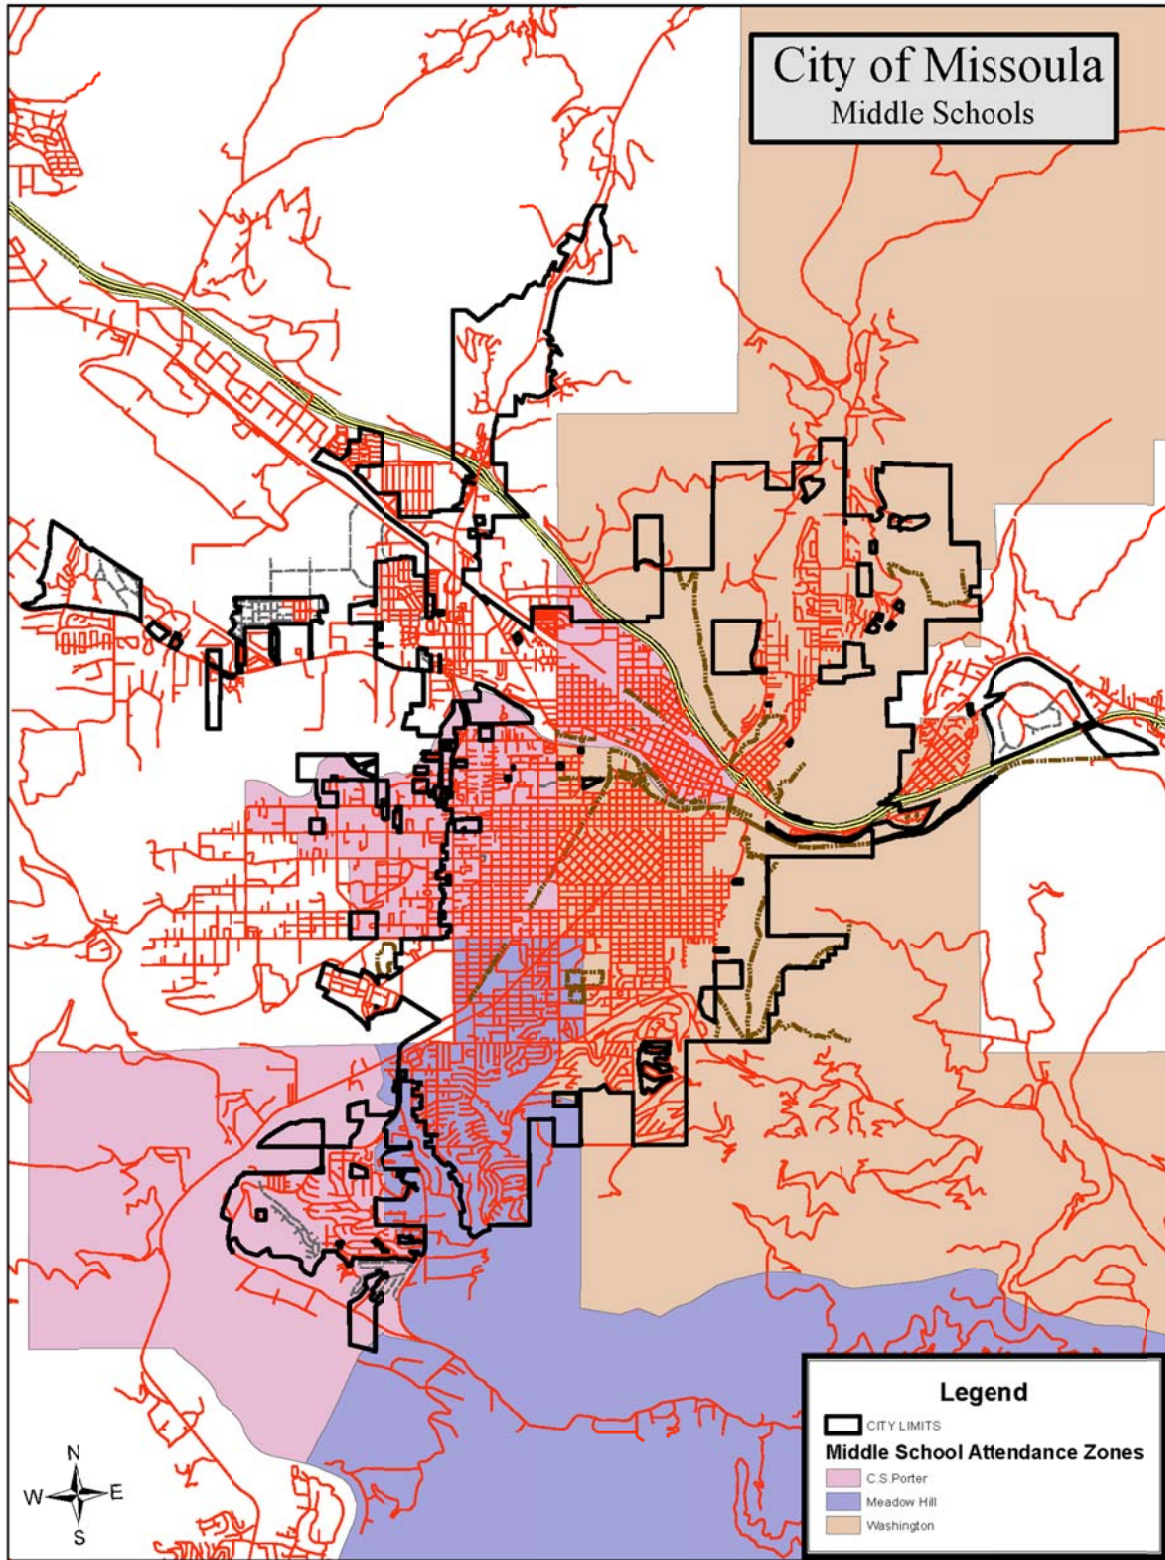 City of Missoula
Middle Schools
N
W E
S
Legend
CITY LIMITS
Middle School Attendance Zones
C.S.Porter
Meadow Hill
Washington